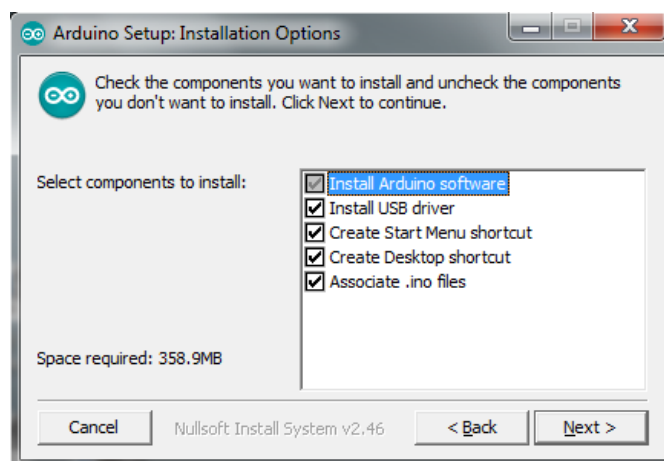 Arduino Setup: Installation Options
Check the components you want to install and uncheck the components
you don't want to install. Click Next to continue.
Select components to install:
Install Arduino software
Install USB driver
Create Start Menu shortcut
Create Desktop shortcut
Associate .ino files
Space required: 358.9MB
Cancel
Nullsoft Install System v2.46
< Back
Next >